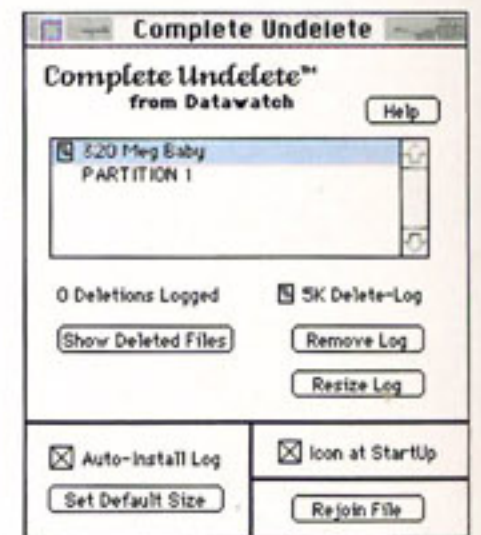 Complete Undelete
Complete Undelete™
from Datawatch
Help
320 Meg Baby
PARTITION 1
0 Deletions Logged
5K Delete-Log
Show Deleted Files
Remove Log
Resize Log
Auto-Install Log
Icon at StartUp
Set Default Size
Rejoin File